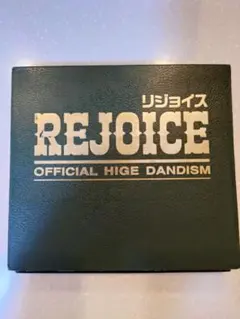 リジョイス
REJOICE
OFFICIAL HIGE DANDISM